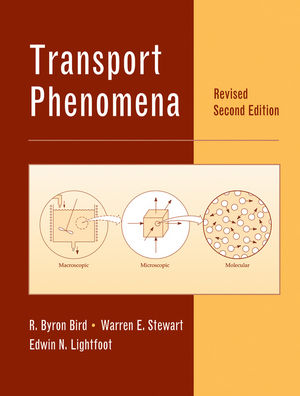 Transport
Phenomena
Revised
Second Edition
Macroscopic
Microscopic
Molecular
R. Byron Bird • Warren E. Stewart
Edwin N. Lightfoot